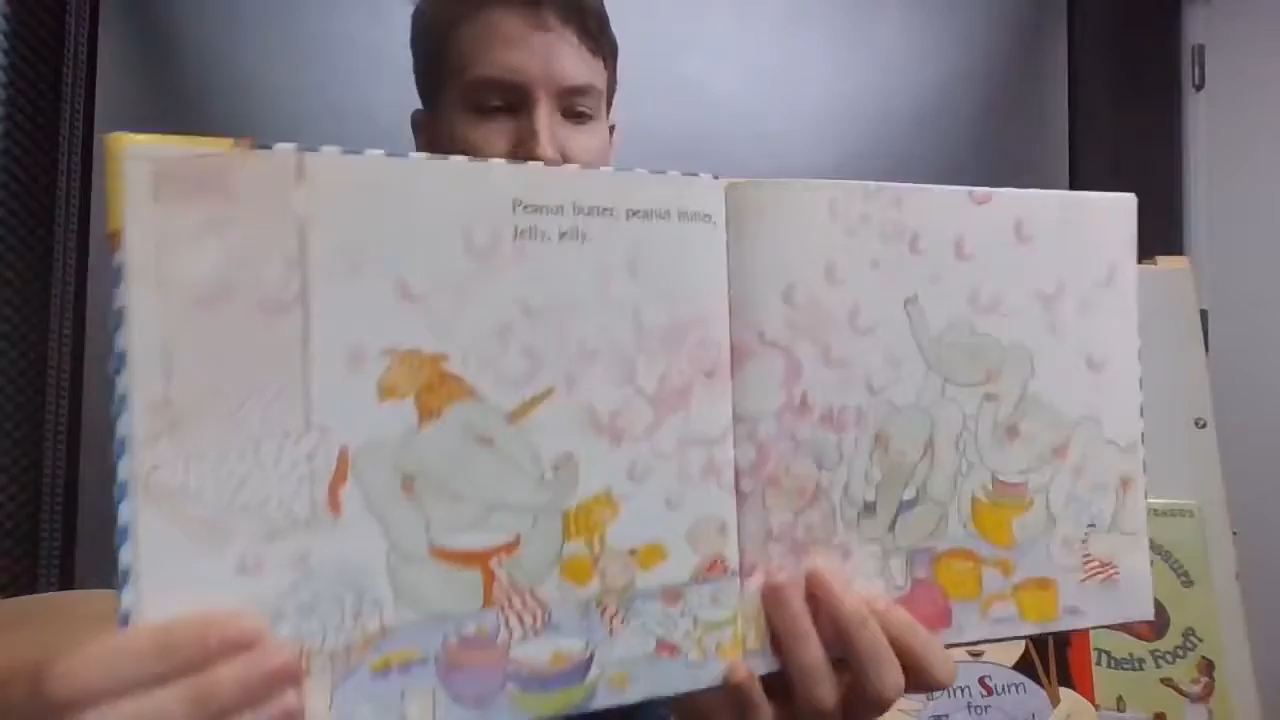 Peanut butter, peanut butter,
Jelly, jelly.
Their Food?
Dim Sum
for